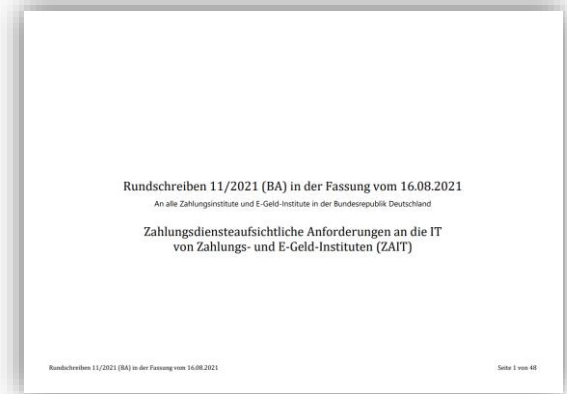 Rundschreiben 11/2021 (BA) in der Fassung vom 16.08.2021
An alle Zahlungsinstitute und E-Geld-Institute in der Bundesrepublik Deutschland
Zahlungsdiensteaufsichtliche Anforderungen an die IT
von Zahlungs- und E-Geld-Instituten (ZAIT)
Rundschreiben 11/2021 (BA) in der Fassung vom 16.08.2021
Seite 1 von 48